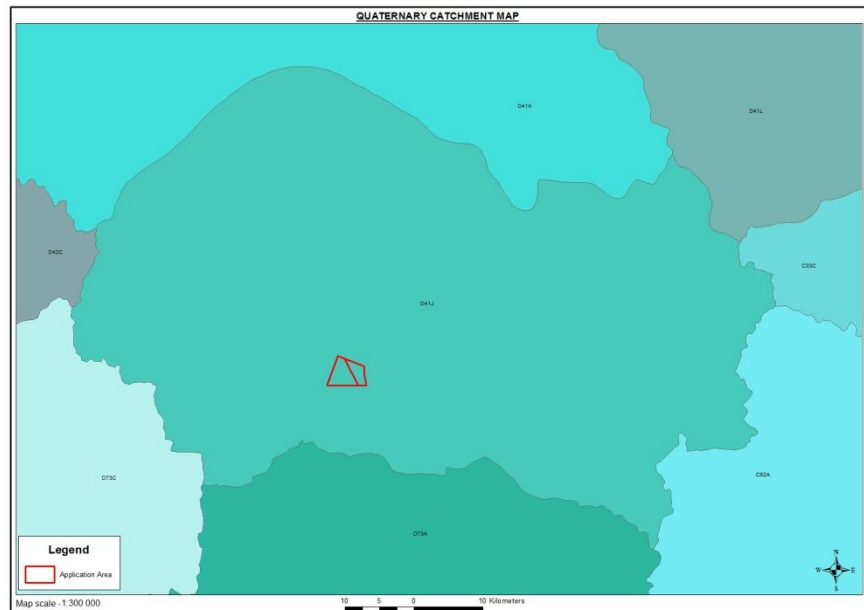 QUATERNARY CATCHMENT MAP
D41K
D41L
D42C
C33C
D41J
D73C
C92A
D73A
Legend
Application Area
N
W E
S
Map scale -1:300 000
10 5 0 10 Kilometers